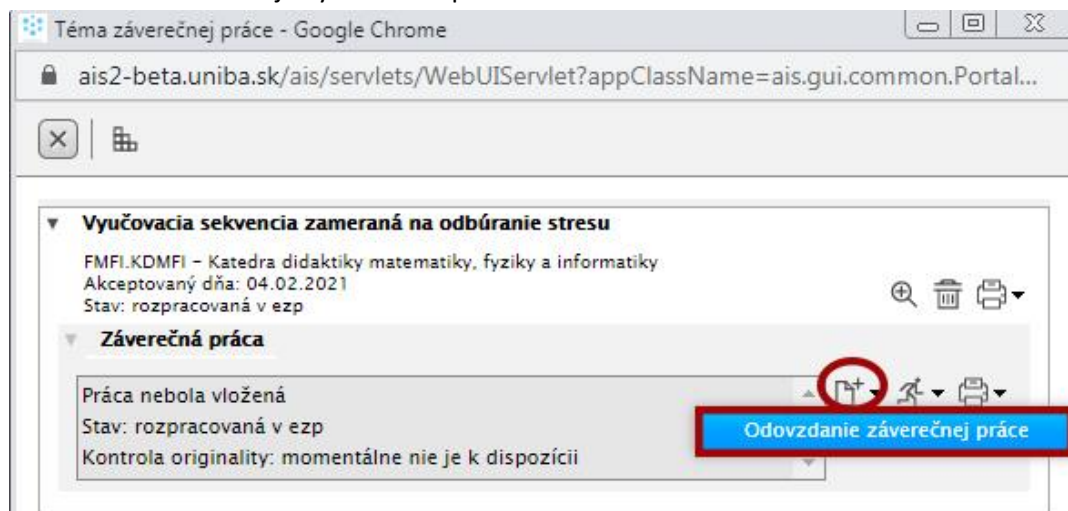 Téma záverečnej práce - Google Chrome
ais2-beta.uniba.sk/ais/servlets/WebUIServlet?appClassName=ais.gui.common.Portal...
Vyučovacia sekvencia zameraná na odbúranie stresu
FMFI.KDMFI – Katedra didaktiky matematiky, fyziky a informatiky
Akceptovaný dňa: 04.02.2021
Stav: rozpracovaná v ezp
Záverečná práca
Práca nebola vložená
Stav: rozpracovaná v ezp
Odovzdanie záverečnej práce
Kontrola originality: momentálne nie je k dispozícii